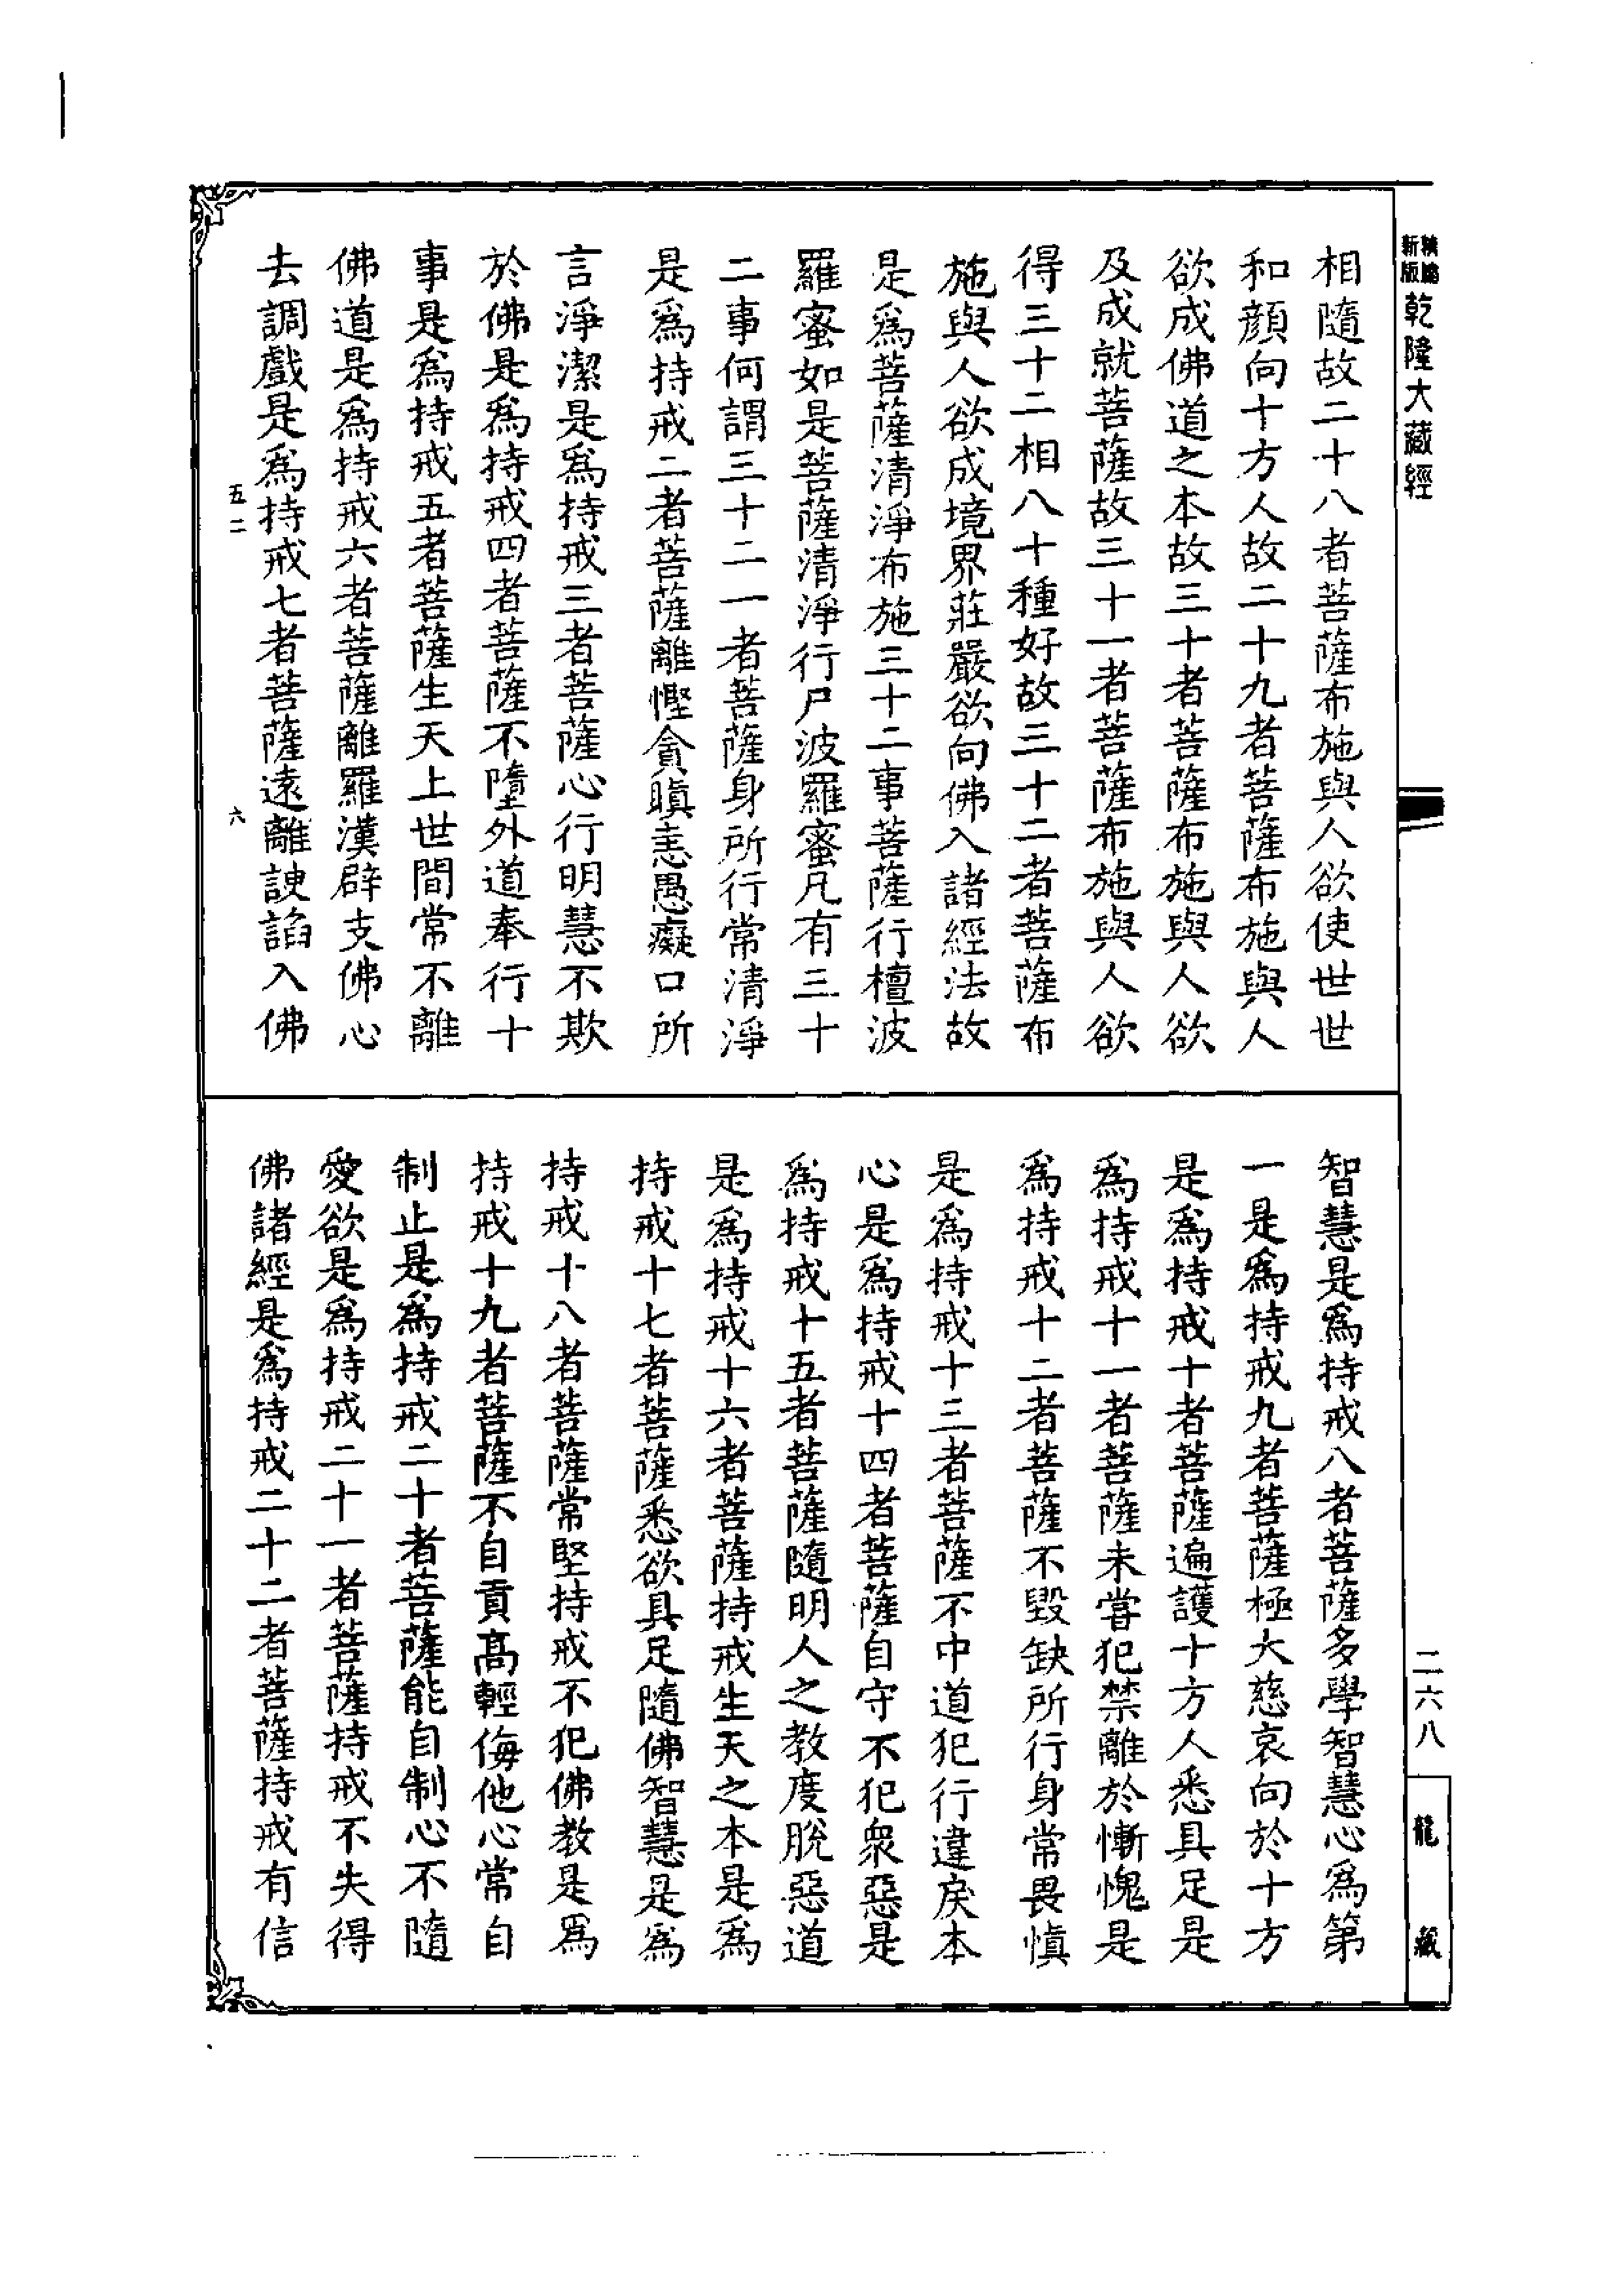 新版
乾隆大藏經
相隨故二十八者菩薩布施與人欲使世世
和顏向十方人故二十九者菩薩布施與人
欲成佛道之本故三十者菩薩布施與人欲
及成就菩薩故三十一者菩薩布施與人欲
得三十二相八十種好故三十二者菩薩布
施與人欲成境界莊嚴欲向佛入諸經法故
是爲菩薩清淨布施三十二事菩薩行檀波
羅蜜如是菩薩清淨行尸波羅蜜凡有三十
二事何謂三十二一者菩薩身所行常清淨
是爲持戒二者菩薩離慳貪瞋恚愚癡口所
言淨潔是爲持戒三者菩薩心行明慧不欺
於佛是爲持戒四者菩薩不墮外道奉行十
事是爲持戒五者菩薩生天上世間常不離
佛道是爲持戒六者菩薩離羅漢辟支佛心
去調戲是爲持戒七者菩薩遠離諛諂入佛
五二
六
智慧是爲持戒八者菩薩多學智慧心爲第
一是爲持戒九者菩薩極大慈哀向於十方
是爲持戒十者菩薩遍護十方人悉具足是
爲持戒十一者菩薩未甞犯禁離於慚愧是
爲持戒十二者菩薩不毀缺所行身常畏慎
是爲持戒十三者菩薩不中道犯行違戾本
心是爲持戒十四者菩薩自守不犯衆惡是
爲持戒十五者菩薩隨明人之教度脫惡道
是爲持戒十六者菩薩持戒生天之本是爲
持戒十七者菩薩悉欲具足隨佛智慧是爲
持戒十八者菩薩常堅持戒不犯佛教是爲
持戒十九者菩薩不自貢高輕侮他心常自
制止是爲持戒二十者菩薩能自制心不隨
愛欲是爲持戒二十一者菩薩持戒不失得
佛諸經是爲持戒二十二者菩薩持戒有信
二六八
龍藏